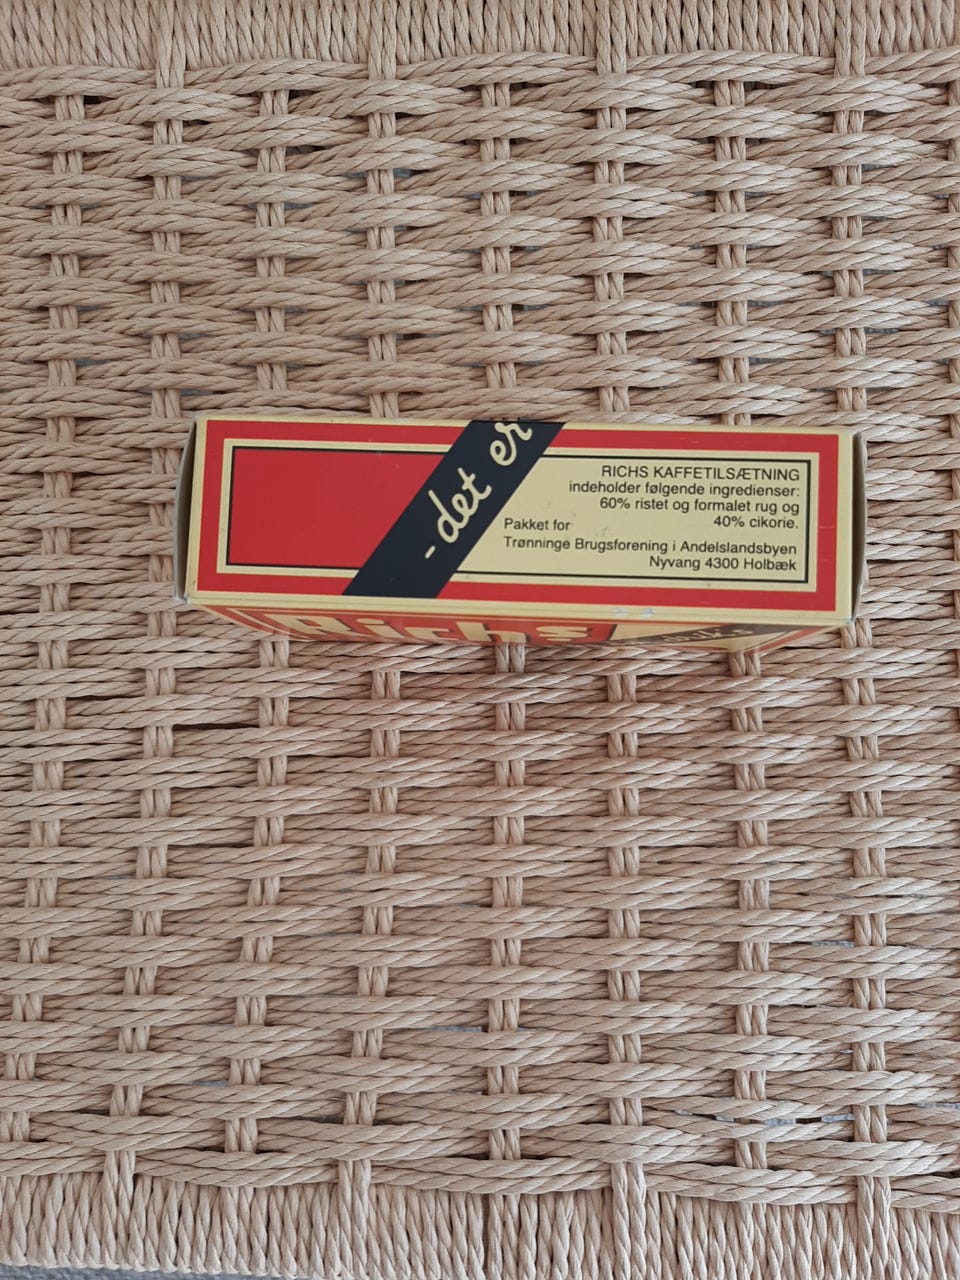 - det er
RICHS KAFFETILSÆTNING
indeholder følgende ingredienser:
60% ristet og formalet rug og
40% cikorie.
Pakket for
Trønninge Brugsforening i Andelslandsbyen
Nyvang 4300 Holbæk
Richs